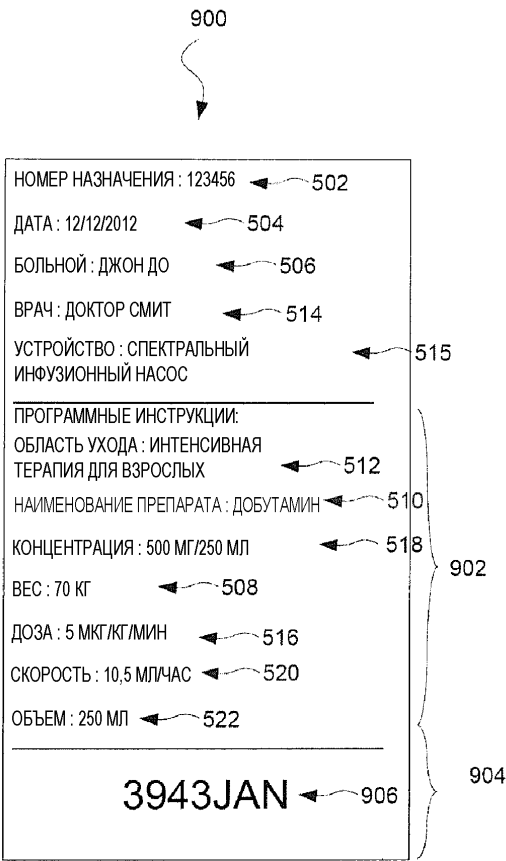 900
НОМЕР НАЗНАЧЕНИЯ : 123456 502
ДАТА : 12/12/2012 504
БОЛЬНОЙ : ДЖОН ДО 506
ВРАЧ : ДОКТОР СМИТ 514
УСТРОЙСТВО : СПЕКТРАЛЬНЫЙ 515
ИНФУЗИОННЫЙ НАСОС
ПРОГРАММНЫЕ ИНСТРУКЦИИ:
ОБЛАСТЬ УХОДА : ИНТЕНСИВНАЯ
ТЕРАПИЯ ДЛЯ ВЗРОСЛЫХ 512
НАИМЕНОВАНИЕ ПРЕПАРАТА : ДОБУТАМИН 510
КОНЦЕНТРАЦИЯ : 500 МГ/250 МЛ 518
902
ВЕС : 70 КГ 508
ДОЗА : 5 МКГ/КГ/МИН 516
СКОРОСТЬ : 10,5 МЛ/ЧАС 520
ОБЪЕМ : 250 МЛ 522
904
3943JAN 906